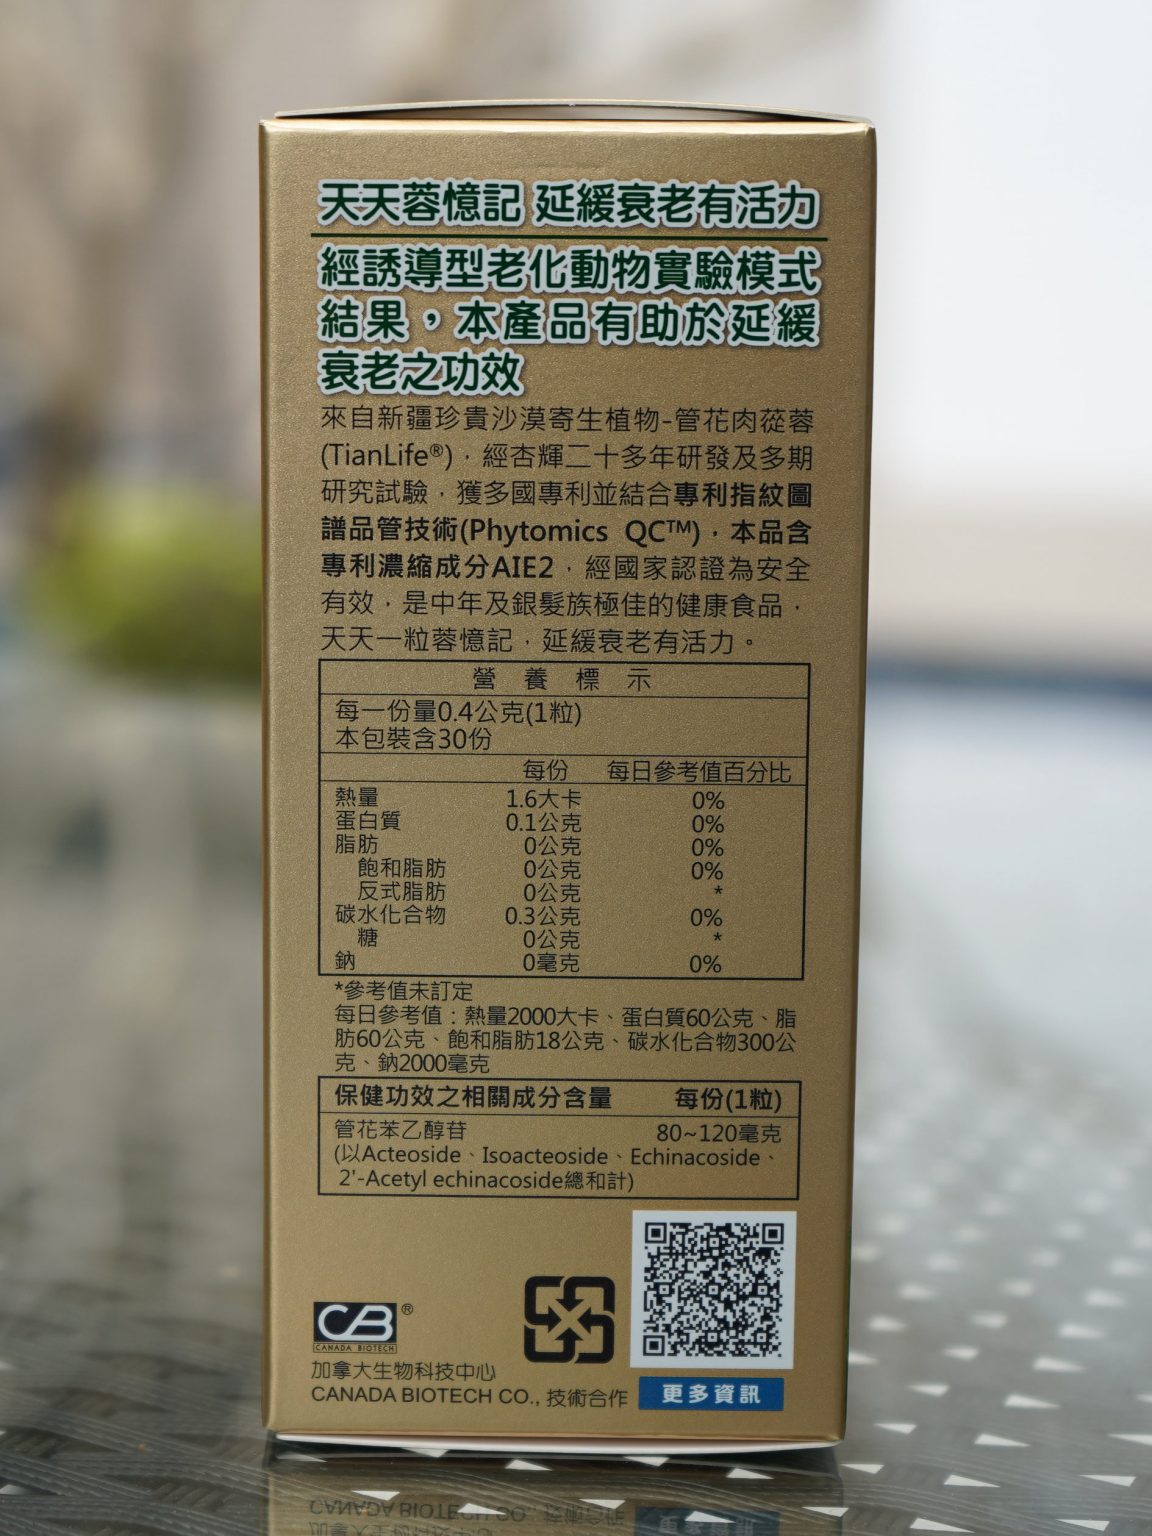 天天蓉憶記 延緩衰老有活力
經誘導型老化動物實驗模式
結果，本產品有助於延緩
衰老之功效
來自新疆珍貴沙漠寄生植物-管花肉蓯蓉
(TianLife®)，經杏輝二十多年研發及多期
研究試驗，獲多國專利並結合專利指紋圖
譜品管技術(Phytomics QC™)，本品含
專利濃縮成分AIE2，經國家認證為安全
有效，是中年及銀髮族極佳的健康食品，
天天一粒蓉憶記，延緩衰老有活力。
營養標示
每一份量0.4公克(1粒)
本包裝含30份
每份 每日參考值百分比
熱量 1.6大卡 0%
蛋白質 0.1公克 0%
脂肪 0公克 0%
飽和脂肪 0公克 0%
反式脂肪 0公克 *
碳水化合物 0.3公克 0%
糖 0公克 *
鈉 0毫克 0%
*參考值未訂定
每日參考值：熱量2000大卡、蛋白質60公克、脂
肪60公克、飽和脂肪18公克、碳水化合物300公
克、鈉2000毫克
保健功效之相關成分含量 每份(1粒)
管花苯乙醇苷 80~120毫克
(以Acteoside、Isoacteoside、Echinacoside、
2'-Acetyl echinacoside總和計)
CB®
CANADA BIOTECH
加拿大生物科技中心
CANADA BIOTECH CO., 技術合作
更多資訊